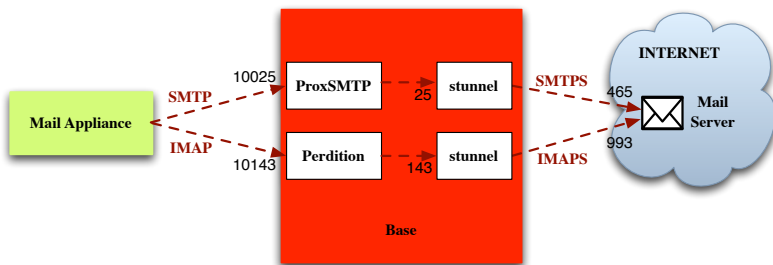 INTERNET
10025
ProxSMTP
stunnel
SMTPS
465
SMTP
25
Mail Appliance
Mail
Server
IMAP
Perdition
stunnel
IMAPS
993
10143
143
Base